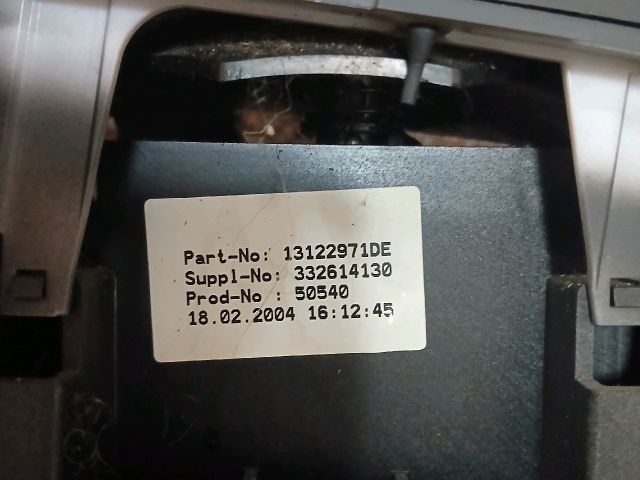 Part-No: 13122971DE
Suppl-No: 332614130
Prod-No : 50540
18.02.2004 16:12:45